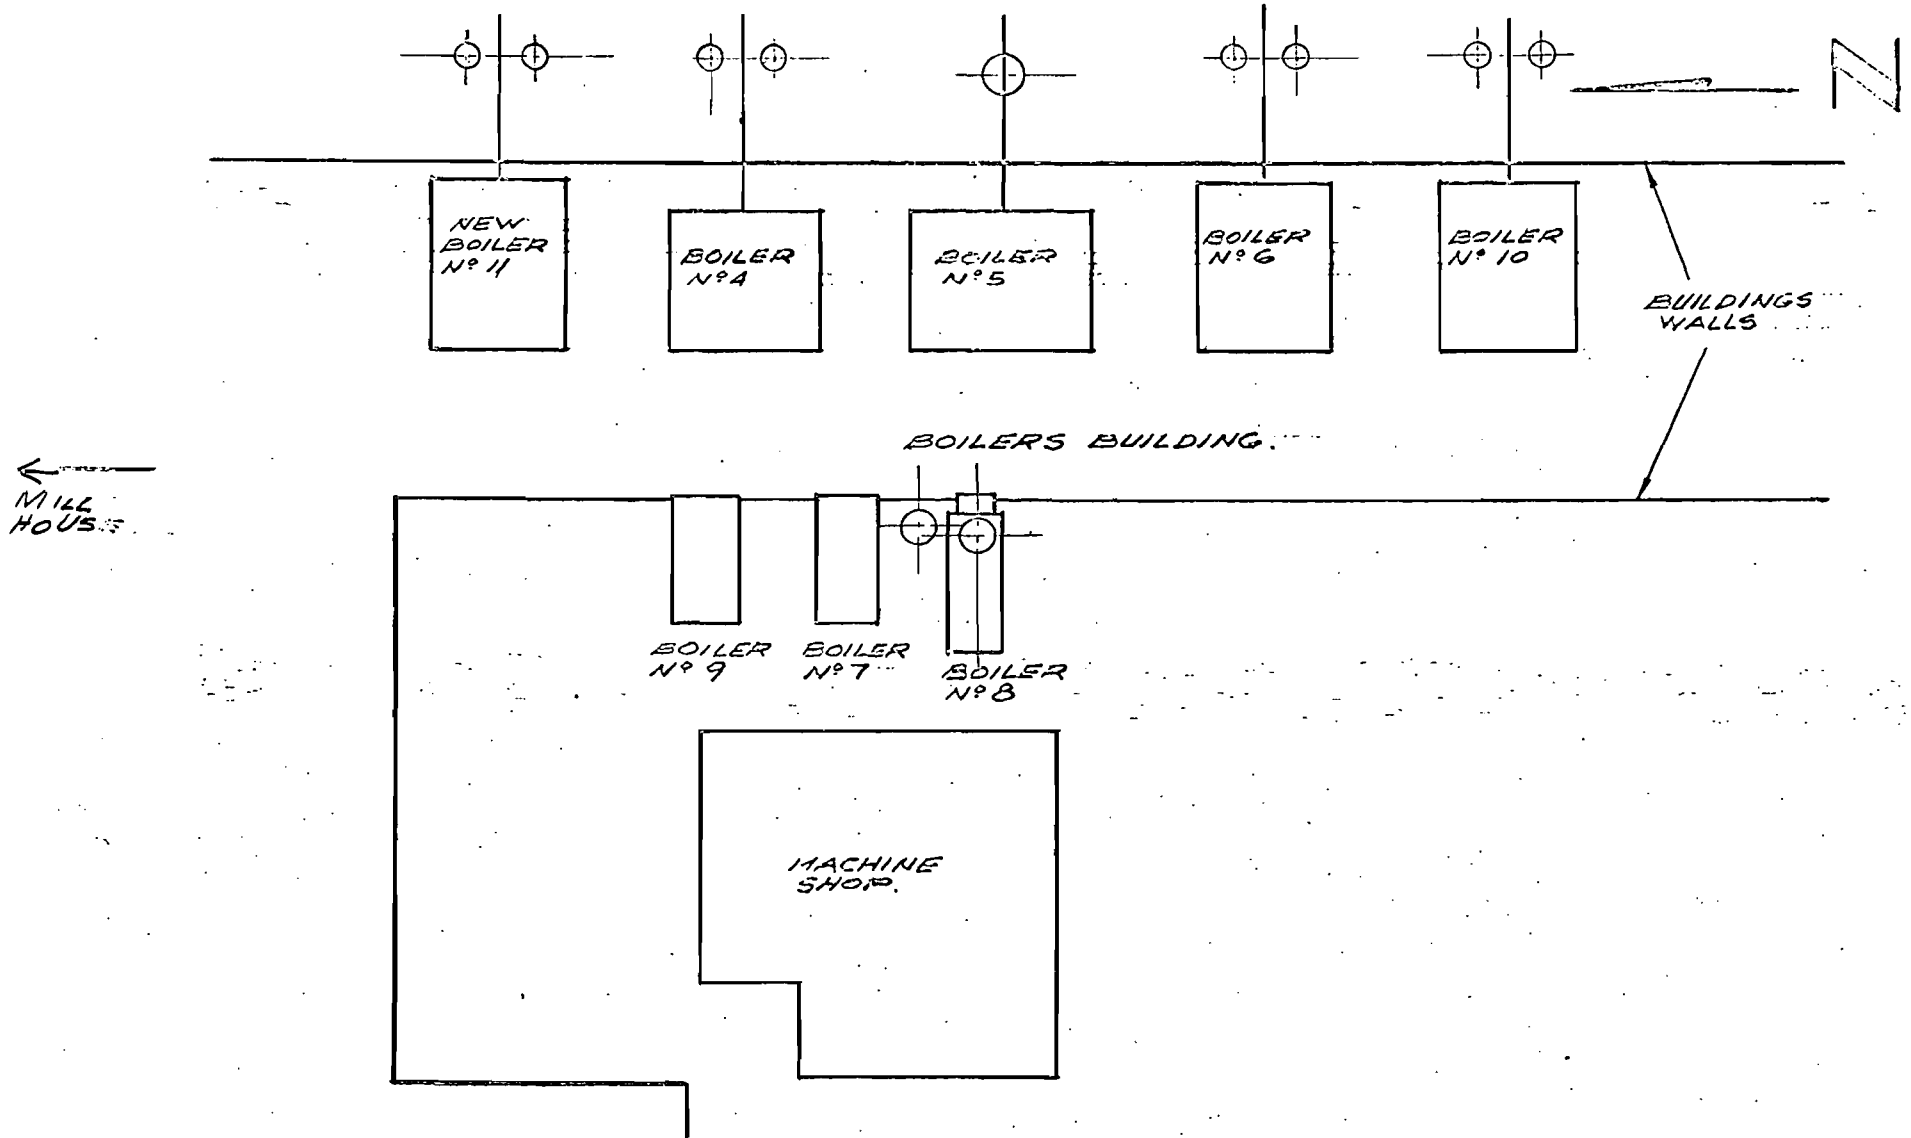 N
NEW
BOILER
Nº 11
BOILER
Nº 4
BOILER
Nº 5
BOILER
Nº 6
BOILER
Nº 10
BUILDINGS
WALLS
BOILERS BUILDING.
MILL
HOUSE
BOILER
Nº 9
BOILER
Nº 7
BOILER
Nº 8
MACHINE
SHOP.